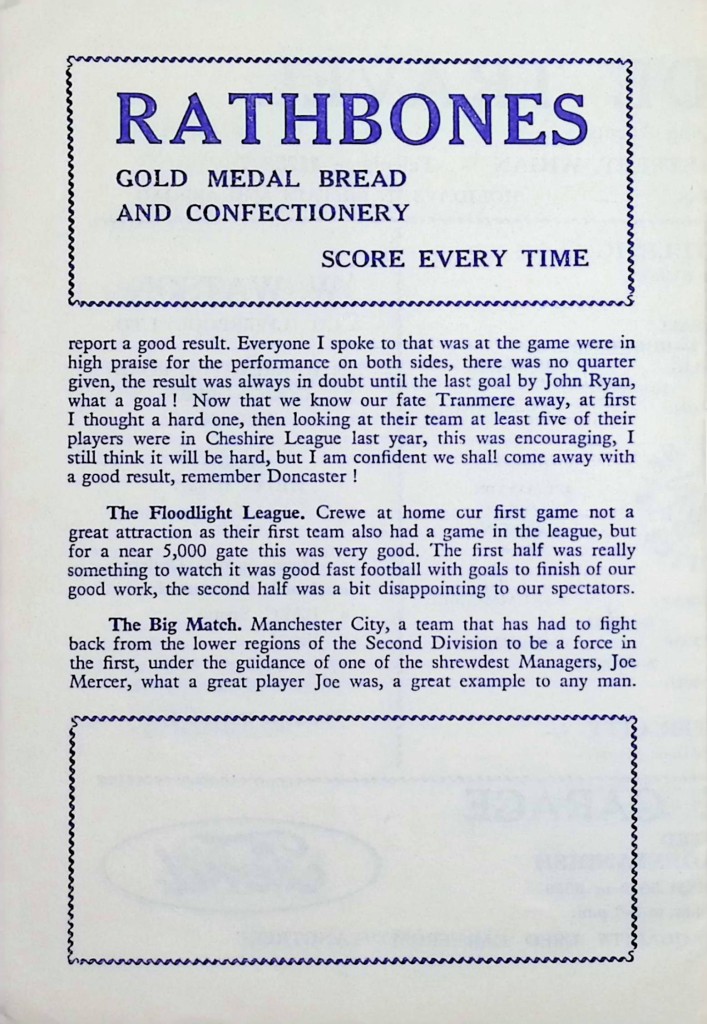 RATHBONES
GOLD MEDAL BREAD
AND CONFECTIONERY
SCORE EVERY TIME
report a good result. Everyone I spoke to that was at the game were in
high praise for the performance on both sides, there was no quarter
given, the result was always in doubt until the last goal by John Ryan,
what a goal ! Now that we know our fate Tranmere away, at first
I thought a hard one, then looking at their team at least five of their
players were in Cheshire League last year, this was encouraging, I
still think it will be hard, but I am confident we shall come away with
a good result, remember Doncaster !
The Floodlight League. Crewe at home our first game not a
great attraction as their first team also had a game in the league, but
for a near 5,000 gate this was very good. The first half was really
something to watch it was good fast football with goals to finish of our
good work, the second half was a bit disappointing to our spectators.
The Big Match. Manchester City, a team that has had to fight
back from the lower regions of the Second Division to be a force in
the first, under the guidance of one of the shrewdest Managers, Joe
Mercer, what a great player Joe was, a great example to any man.